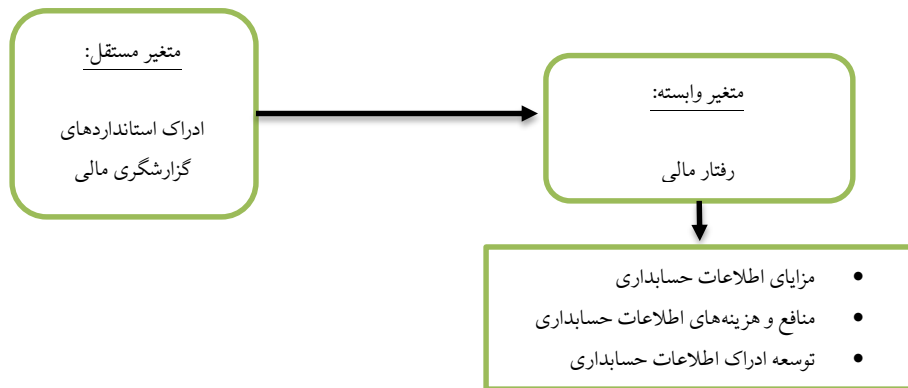 متغیر مستقل:
ادراک استانداردهای
گزارشگری مالی
متغیر وابسته:
رفتار مالی
• مزایای اطلاعات حسابداری
• منافع و هزینه‌های اطلاعات حسابداری
• توسعه ادراک اطلاعات حسابداری